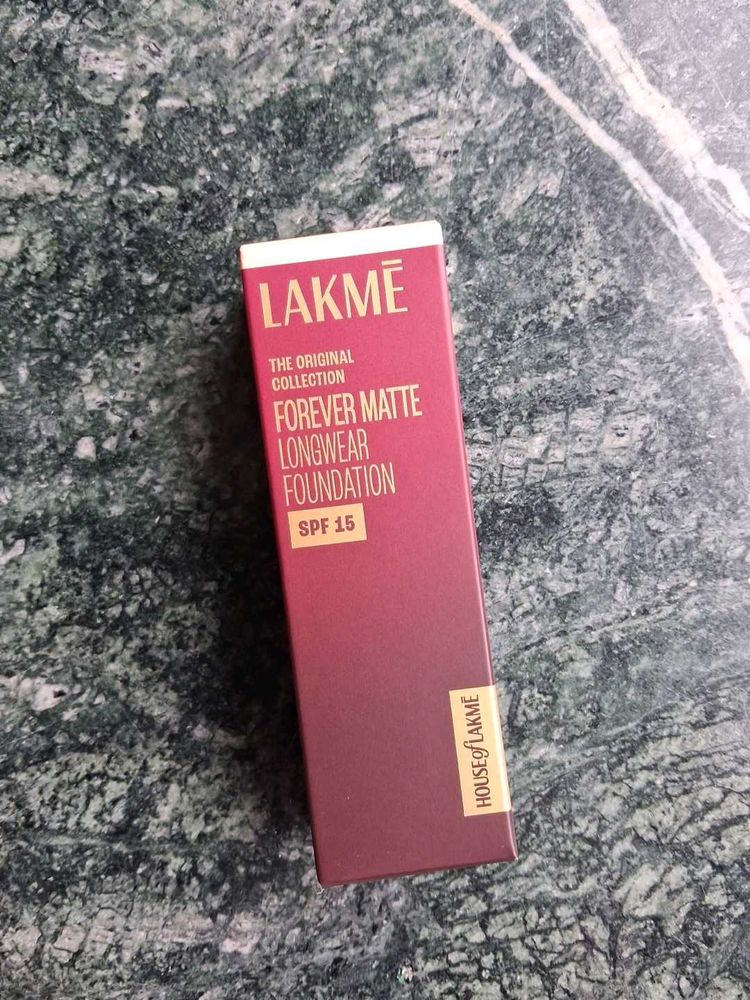 LAKMĒ
THE ORIGINAL
COLLECTION
FOREVER MATTE
LONGWEAR
FOUNDATION
SPF 15
HOUSE of LAKMĒ